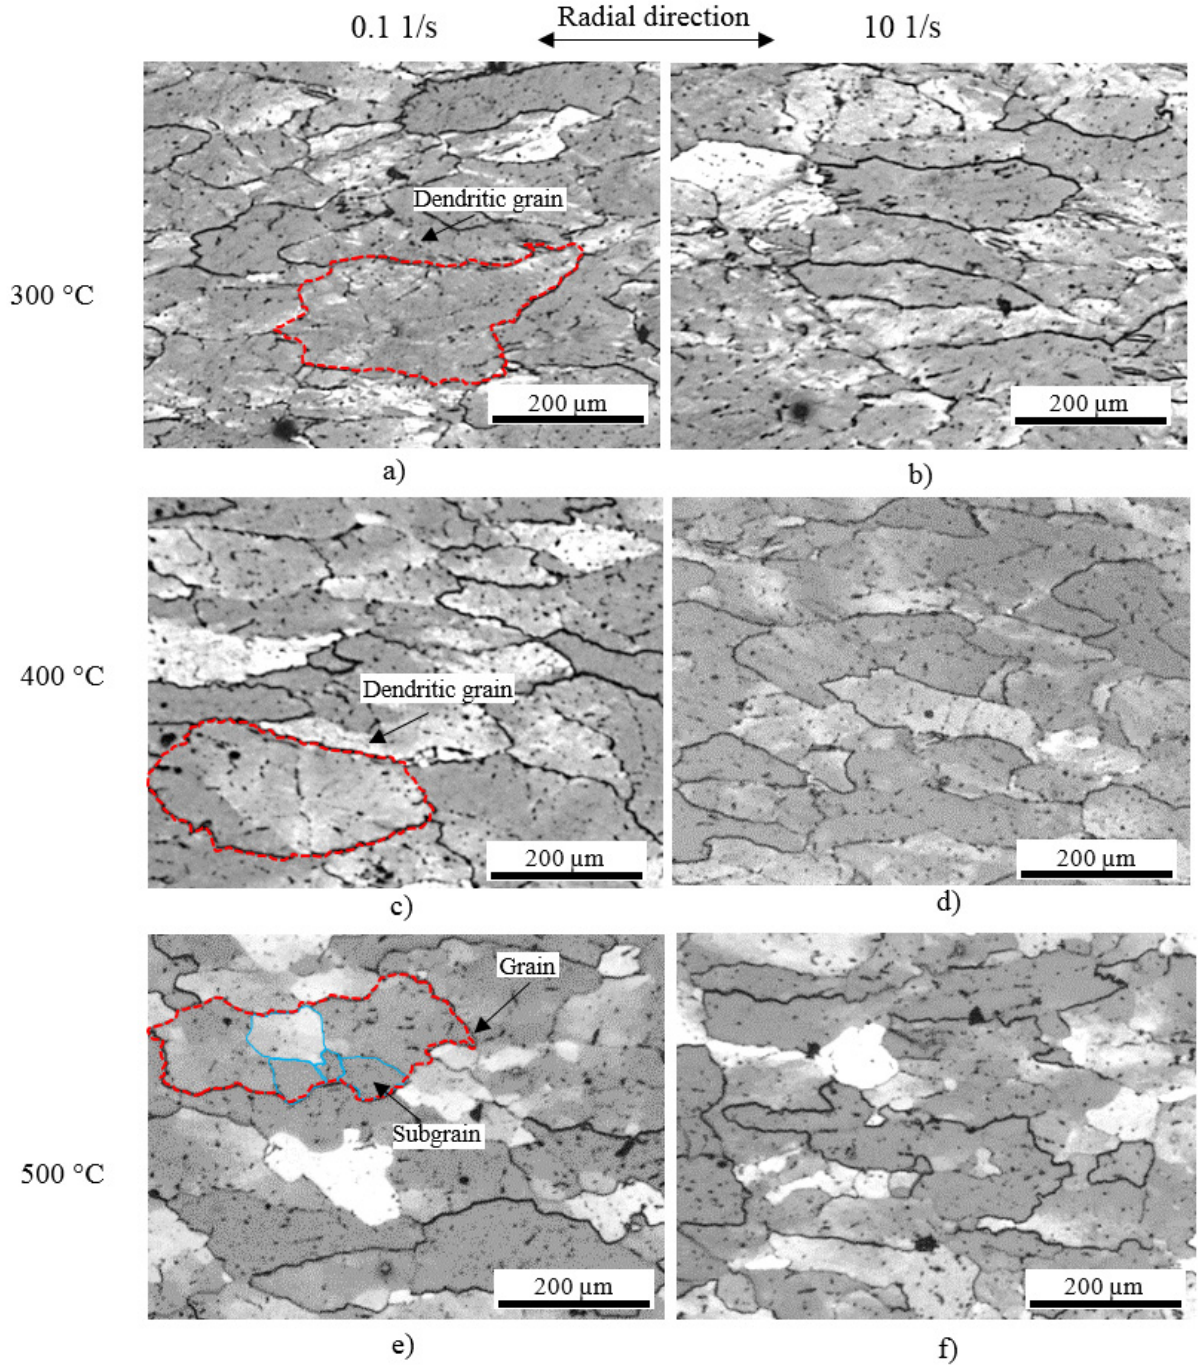 0.1 1/s
Radial direction
10 1/s
300 °C
Dendritic grain
200 µm
200 µm
a)
b)
400 °C
Dendritic grain
200 µm
200 µm
c)
d)
500 °C
Grain
Subgrain
200 µm
200 µm
e)
f)